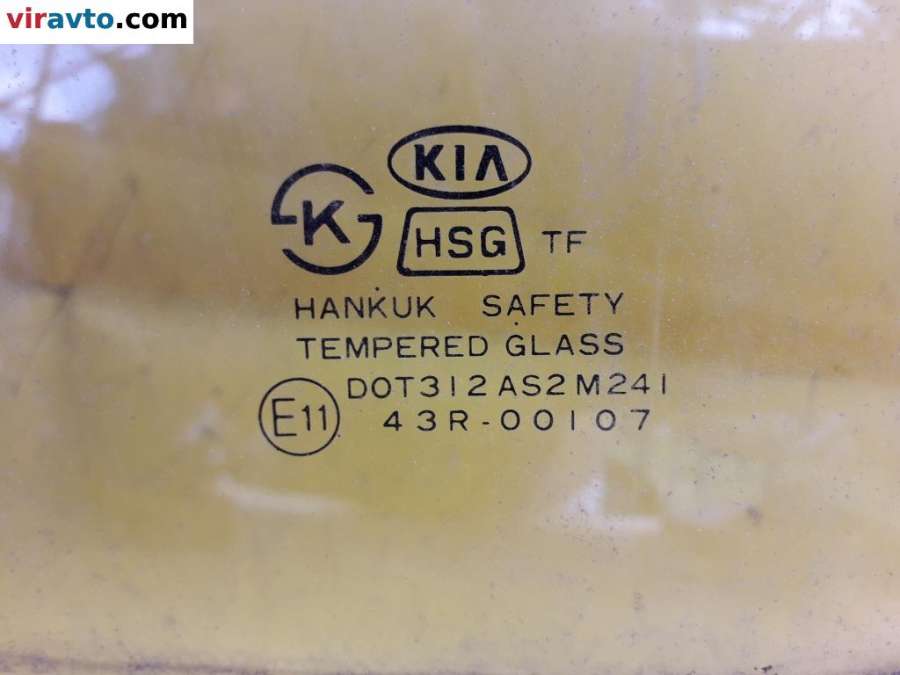 viravto.com
KIA
K
HSG TF
HANKUK SAFETY
TEMPERED GLASS
DOT312 AS2 M241
E11 43R-00107